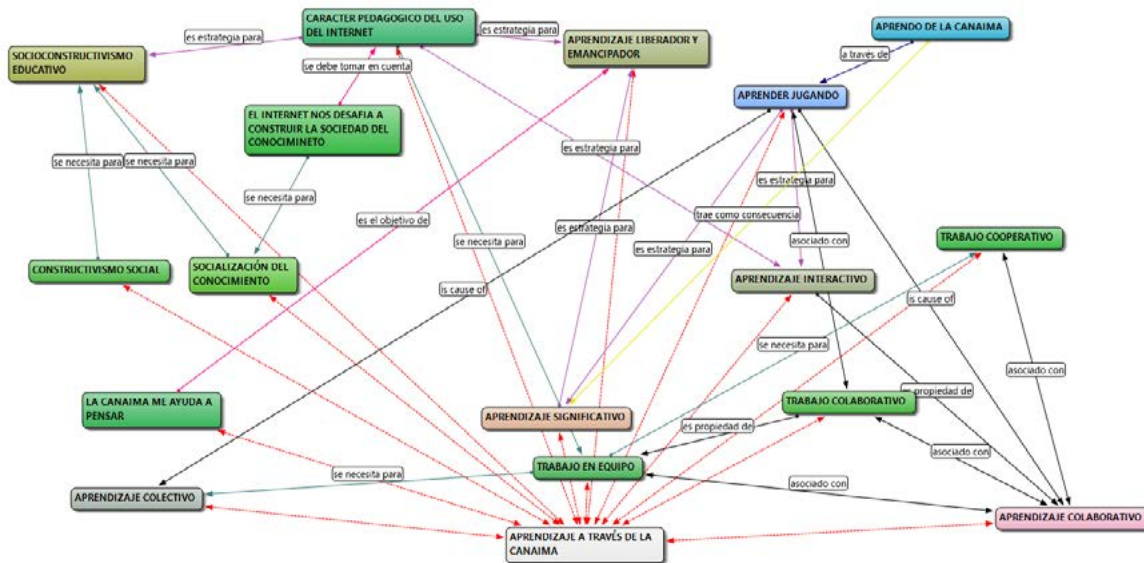 CARACTER PEDAGOGICO DEL USO
DEL INTERNET
APRENDO DE LA CANAIMA
es estrategia para
es estrategia para
APRENDIZAJE LIBERADOR Y
EMANCIPADOR
SOCIOCONSTRUCTIVISMO
EDUCATIVO
a través de
se debe tomar en cuenta
APRENDER JUGANDO
EL INTERNET NOS DESAFIA A
CONSTRUIR LA SOCIEDAD DEL
CONOCIMINETO
es estrategia para
se necesita para
se necesita para
es estrategia para
se necesita para
es el objetivo de
trae como consecuencia
es estrategia para
se necesita para
es estrategia para
asociado con
TRABAJO COOPERATIVO
CONSTRUCTIVISMO SOCIAL
SOCIALIZACIÓN DEL
CONOCIMIENTO
APRENDIZAJE INTERACTIVO
is cause of
is cause of
se necesita para
asociado con
es propiedad de
LA CANAIMA ME AYUDA A
PENSAR
TRABAJO COLABORATIVO
APRENDIZAJE SIGNIFICATIVO
es propiedad de
asociado con
TRABAJO EN EQUIPO
se necesita para
asociado con
APRENDIZAJE COLECTIVO
APRENDIZAJE COLABORATIVO
APRENDIZAJE A TRAVÉS DE LA
CANAIMA